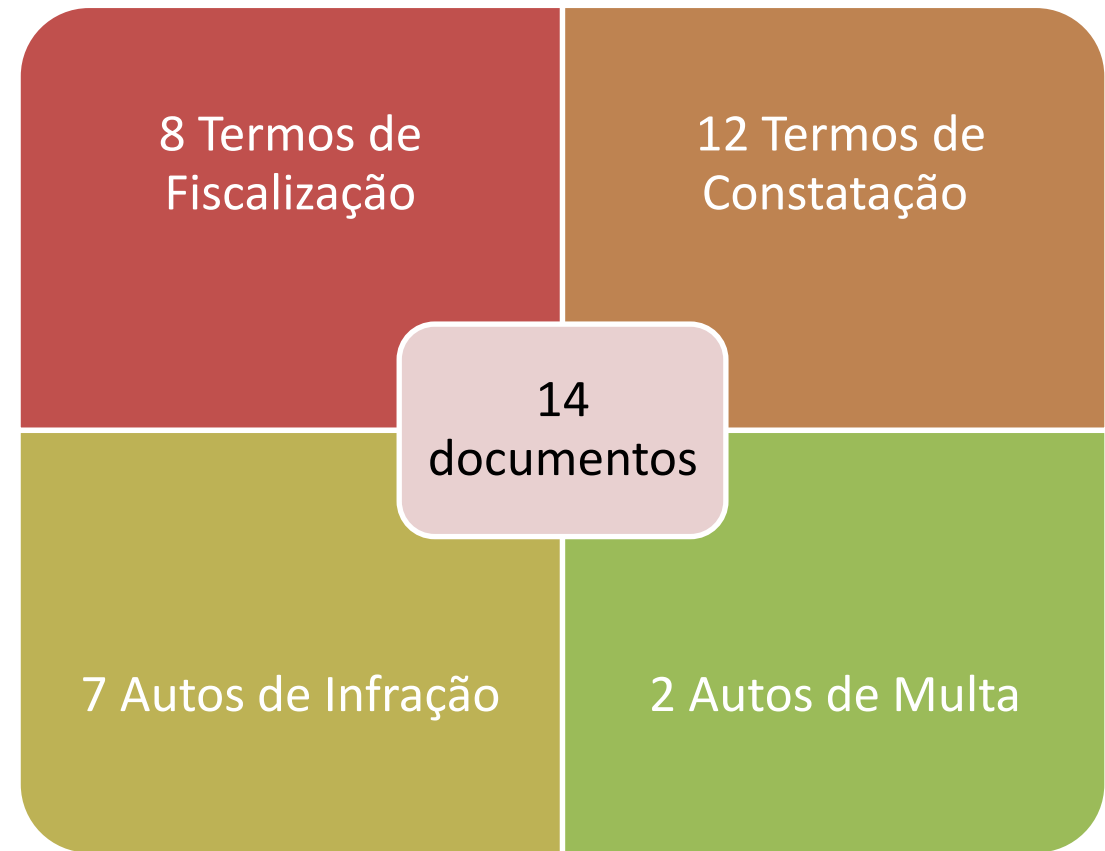 8 Termos de
Fiscalização
12 Termos de
Constatação
14
documentos
7 Autos de Infração
2 Autos de Multa